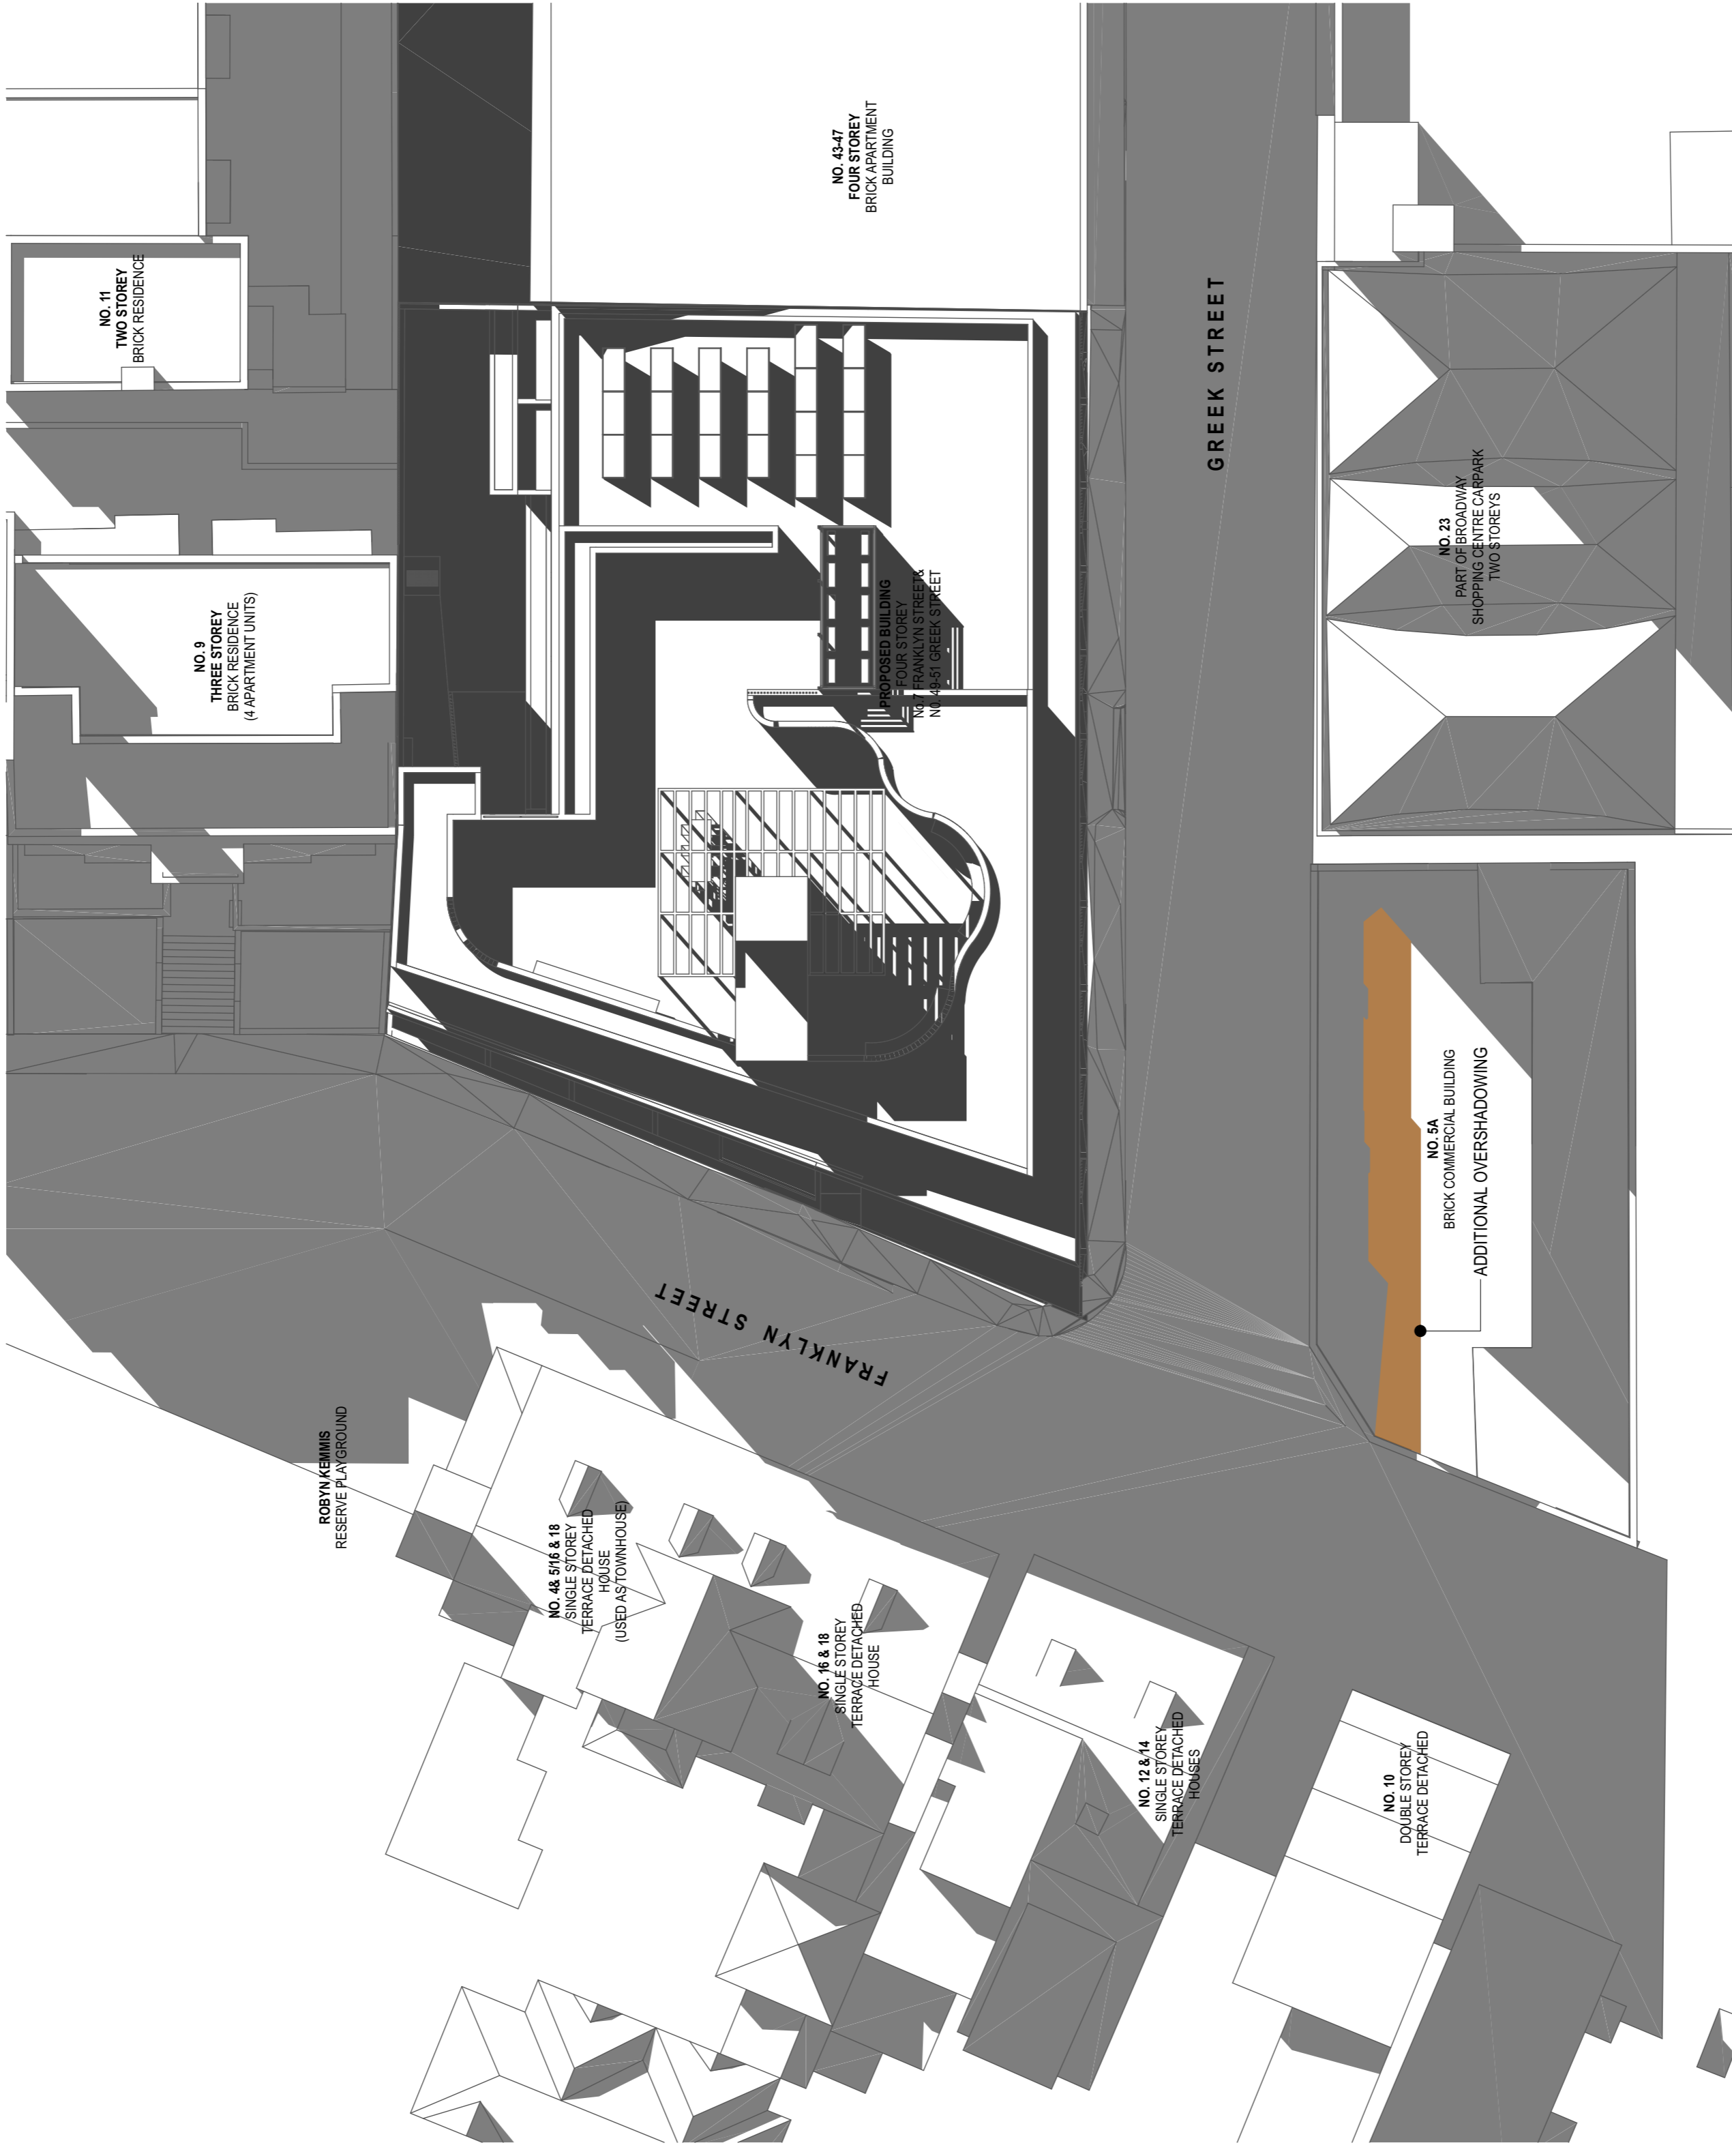 NO. 11
TWO STOREY
BRICK RESIDENCE
NO. 43-47
FOUR STOREY
BRICK APARTMENT
BUILDING
GREEK STREET
NO. 9
THREE STOREY
BRICK RESIDENCE
(4 APARTMENT UNITS)
PROPOSED BUILDING
FOUR STOREY
No.7 FRANKLYN STREET&
N0.49-51 GREEK STREET
NO. 23
PART OF BROADWAY
SHOPPING CENTRE CARPARK
TWO STOREYS
NO. 5A
BRICK COMMERCIAL BUILDING
ADDITIONAL OVERSHADOWING
FRANKLYN STREET
ROBYN KEMMIS
RESERVE PLAYGROUND
NO. 4& 5/16 & 18
SINGLE STOREY
TERRACE DETACHED
HOUSE
(USED AS TOWNHOUSE)
NO. 16 & 18
SINGLE STOREY
TERRACE DETACHED
HOUSE
NO. 12 & 14
SINGLE STOREY
TERRACE DETACHED
HOUSES
NO. 10
DOUBLE STOREY
TERRACE DETACHED